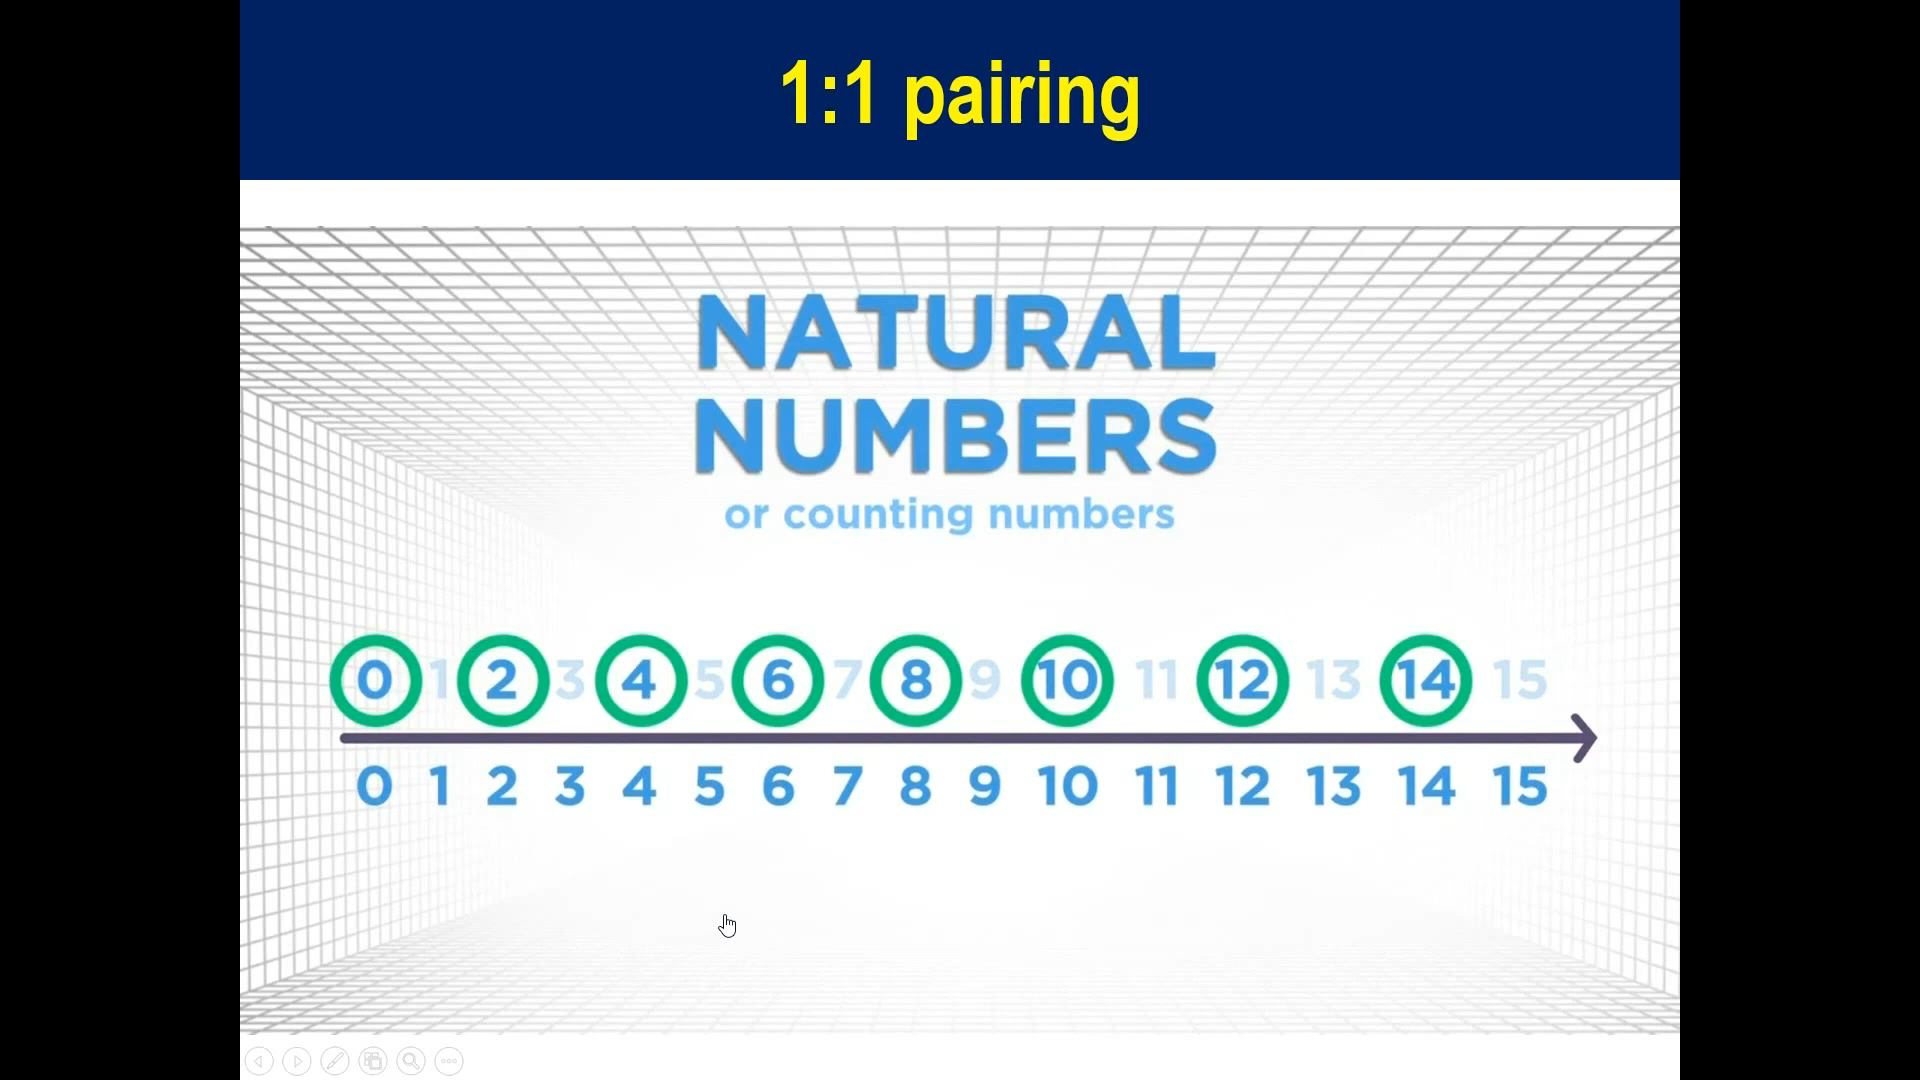 1:1 pairing
NATURAL
NUMBERS
or counting numbers
0 1 2 3 4 5 6 7 8 9 10 11 12 13 14 15
0 1 2 3 4 5 6 7 8 9 10 11 12 13 14 15